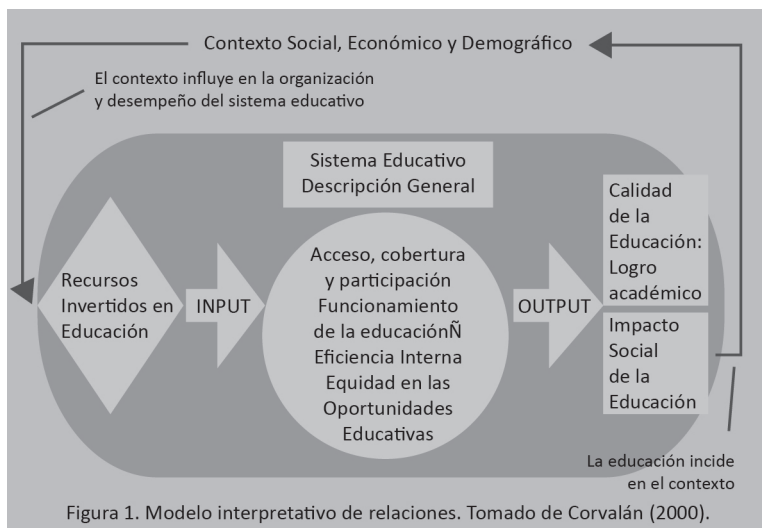 Contexto Social, Económico y Demográfico
El contexto influye en la organización
y desempeño del sistema educativo
Sistema Educativo
Descripción General
Recursos
Invertidos en
Educación
INPUT
Acceso, cobertura
y participación
Funcionamiento
de la educaciónÑ
Eficiencia Interna
Equidad en las
Oportunidades
Educativas
OUTPUT
Calidad
de la
Educación:
Logro
académico
Impacto
Social
de la
Educación
La educación incide
en el contexto
Figura 1. Modelo interpretativo de relaciones. Tomado de Corvalán (2000).